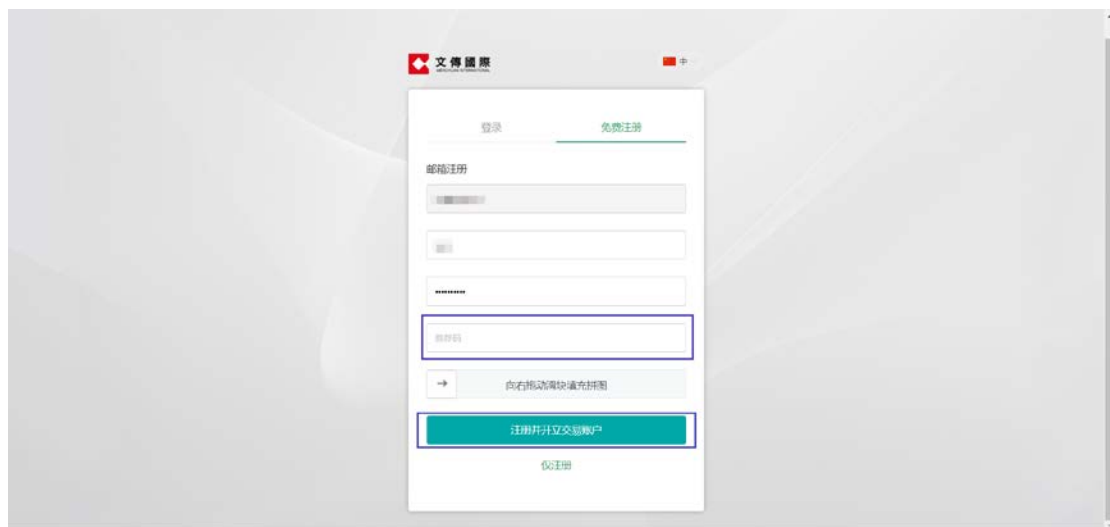 文傳國際
中
登录
免费注册
邮箱注册
推荐码
向右拖动滑块填充拼图
注册并开立交易账户
仅注册